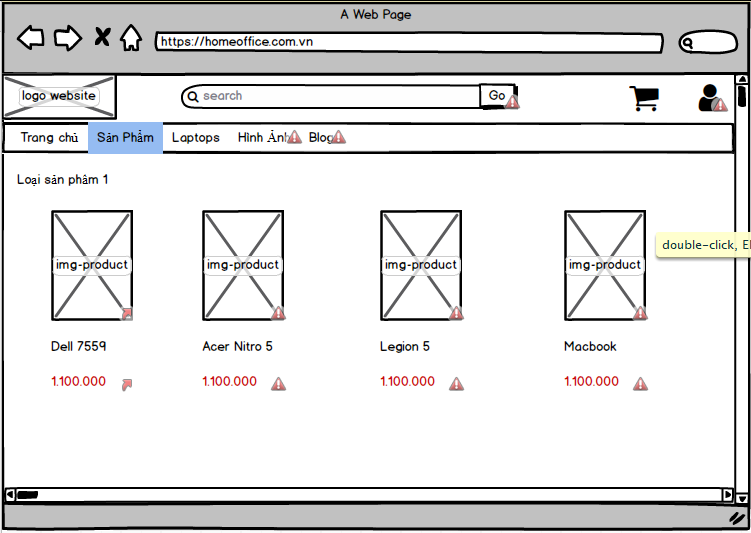 A Web Page
https://homeoffice.com.vn
logo website
search
Go
Trang chủ Sản Phẩm Laptops Hình Ảnh Blog
Loại sản phẩm 1
img-product img-product img-product img-product
Dell 7559 Acer Nitro 5 Legion 5 Macbook
1.100.000 1.100.000 1.100.000 1.100.000
double-click,